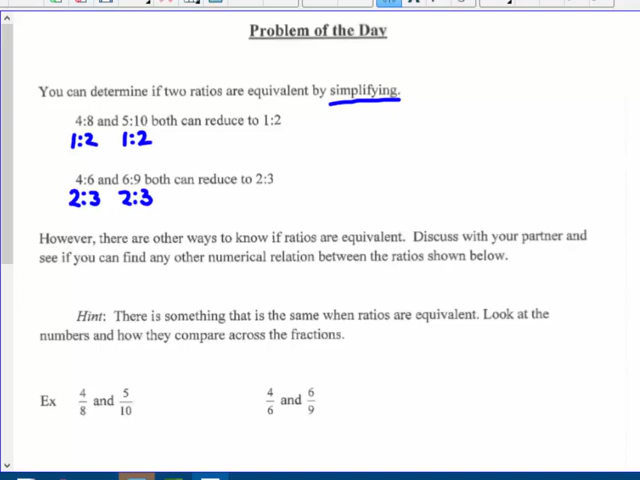 Problem of the Day
You can determine if two ratios are equivalent by simplifying.
4:8 and 5:10 both can reduce to 1:2
1:2 1:2
4:6 and 6:9 both can reduce to 2:3
2:3 2:3
However, there are other ways to know if ratios are equivalent. Discuss with your partner and
see if you can find any other numerical relation between the ratios shown below.
Hint: There is something that is the same when ratios are equivalent. Look at the
numbers and how they compare across the fractions.
Ex 4/8 and 5/10 4/6 and 6/9